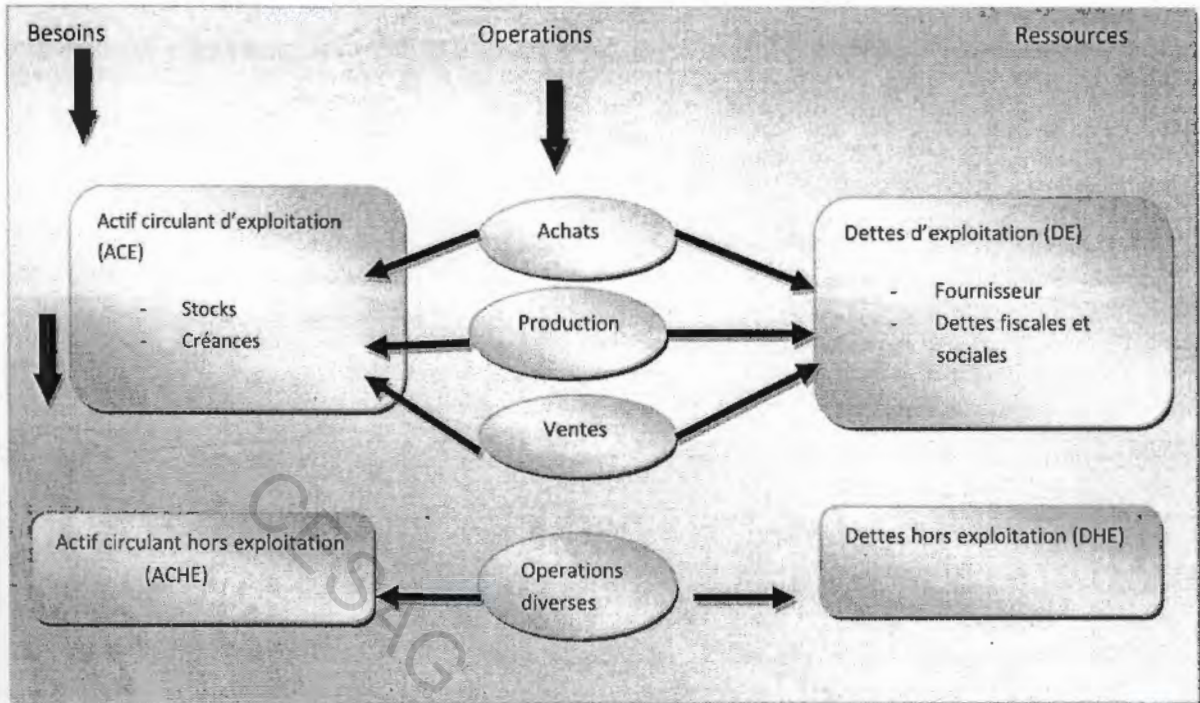 Besoins
Operations
Ressources
Actif circulant d'exploitation
(ACE)
- Stocks
- Créances
Achats
Production
Ventes
Dettes d'exploitation (DE)
- Fournisseur
- Dettes fiscales et
sociales
Actif circulant hors exploitation
(ACHE)
Operations
diverses
Dettes hors exploitation (DHE)
CESAG